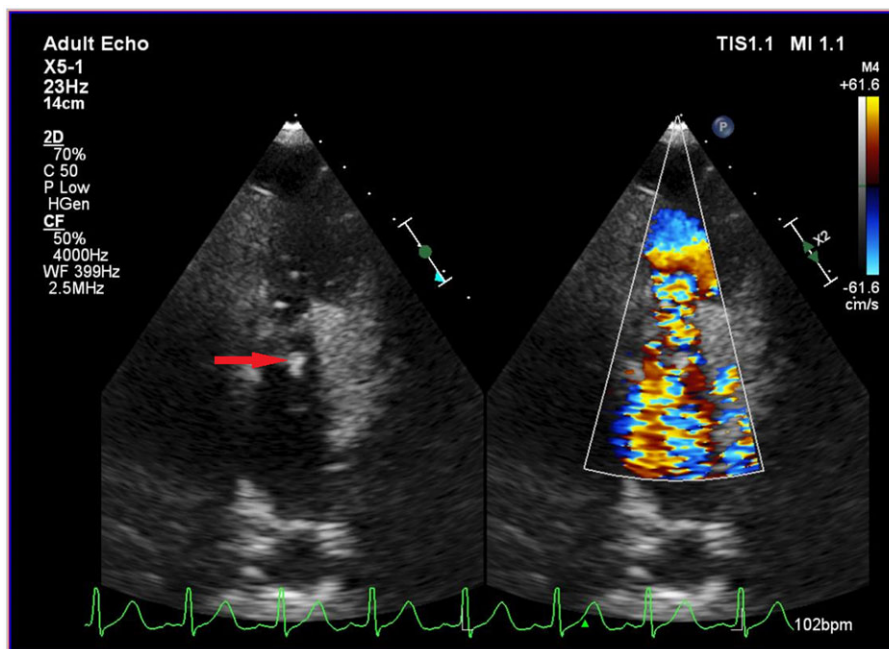 Adult Echo
X5-1
23Hz
14cm
2D
70%
C 50
P Low
HGen
CF
50%
4000Hz
WF 399Hz
2.5MHz
TIS1.1 MI 1.1
M4
+61.6
-61.6
cm/s
P
X2
102bpm